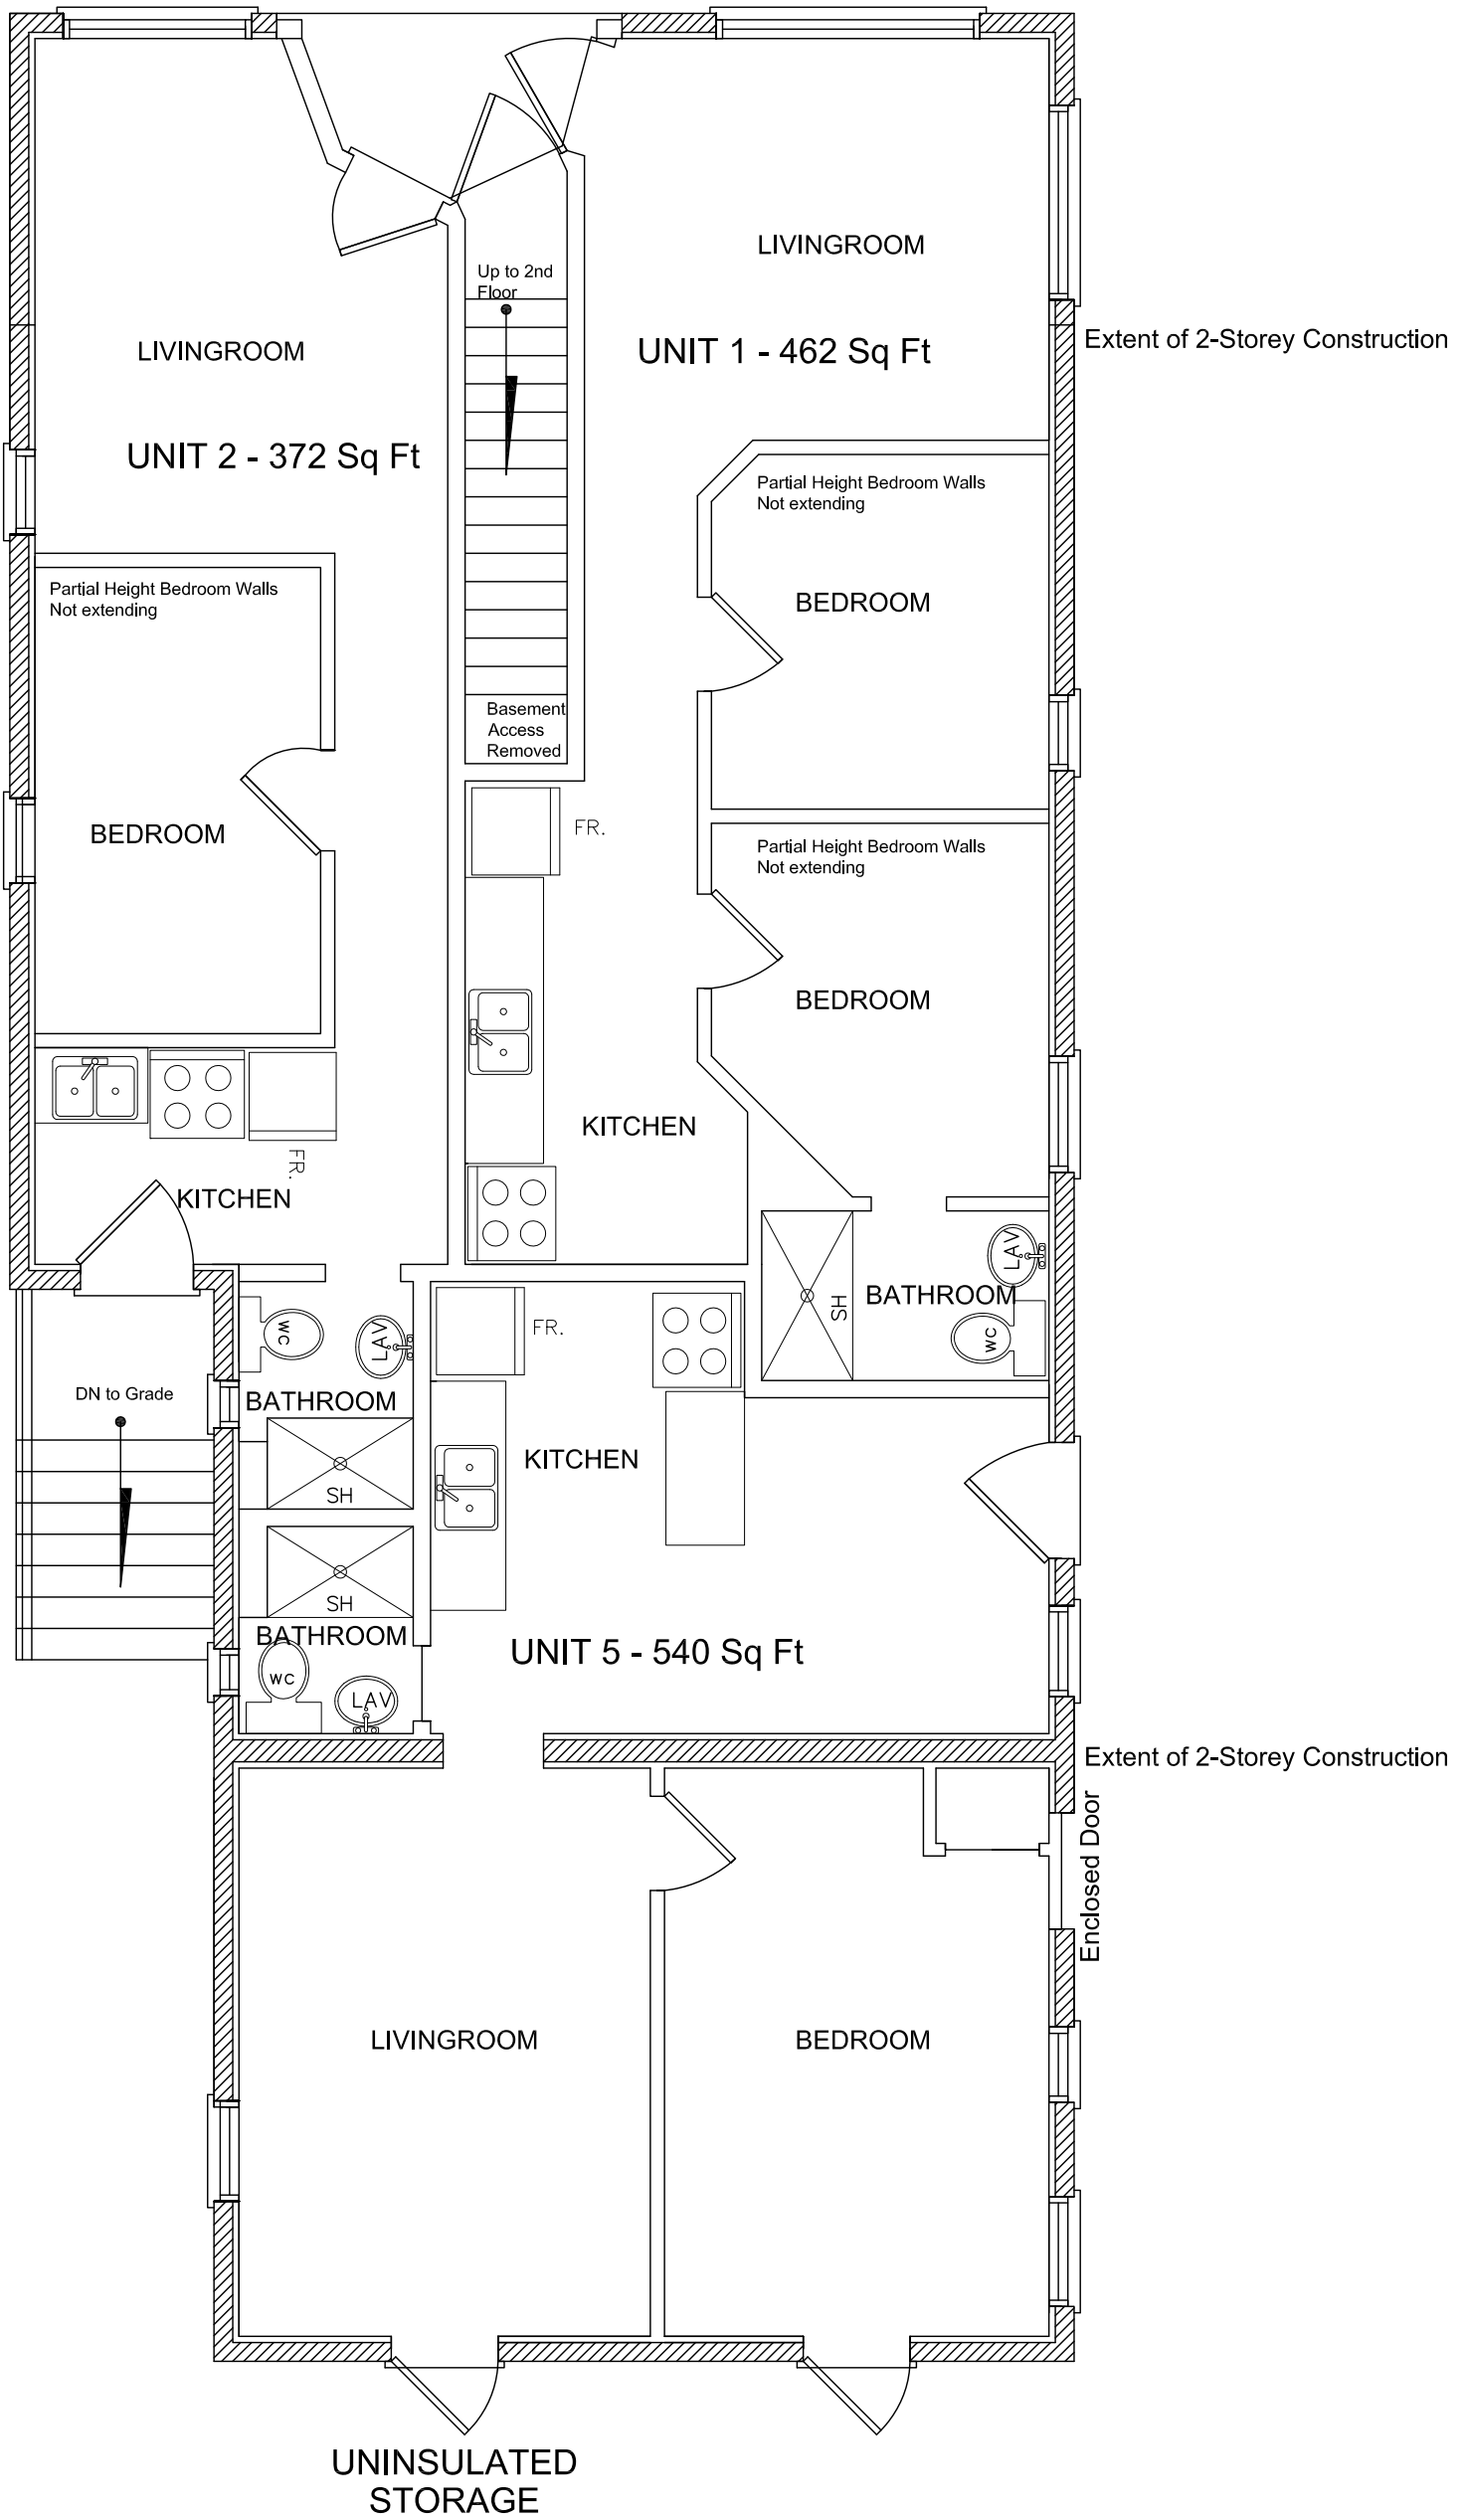 LIVINGROOM
Up to 2nd
Floor
Extent of 2-Storey Construction
LIVINGROOM
UNIT 1 - 462 Sq Ft
UNIT 2 - 372 Sq Ft
Partial Height Bedroom Walls
Not extending
Partial Height Bedroom Walls
Not extending
BEDROOM
Basement
Access
Removed
FR.
BEDROOM
Partial Height Bedroom Walls
Not extending
BEDROOM
KITCHEN
FR.
KITCHEN
LAV
BATHROOM
SH
WC
FR.
WC
LAV
DN to Grade
BATHROOM
KITCHEN
SH
SH
BATHROOM
UNIT 5 - 540 Sq Ft
WC
LAV
Extent of 2-Storey Construction
Enclosed Door
LIVINGROOM
BEDROOM
UNINSULATED
STORAGE